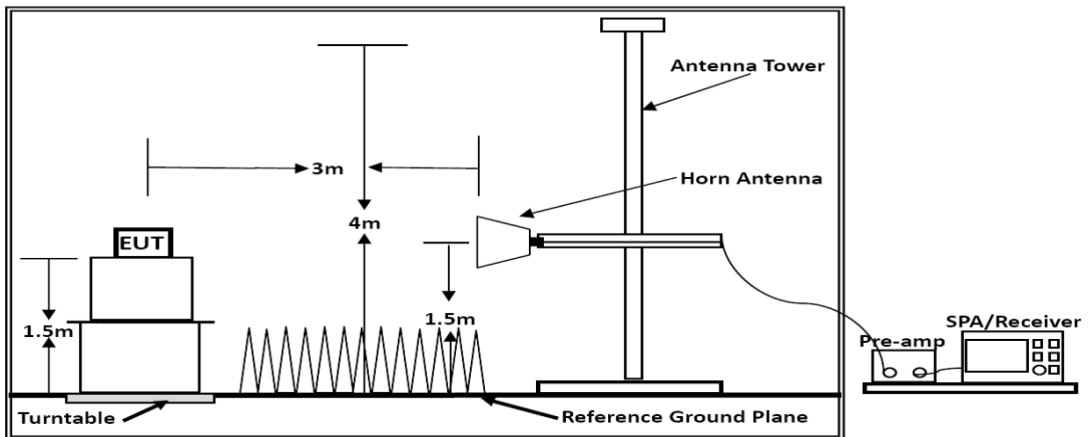 Antenna Tower
3m
Horn Antenna
4m
EUT
1.5m
1.5m
SPA/Receiver
Pre-amp
Turntable
Reference Ground Plane